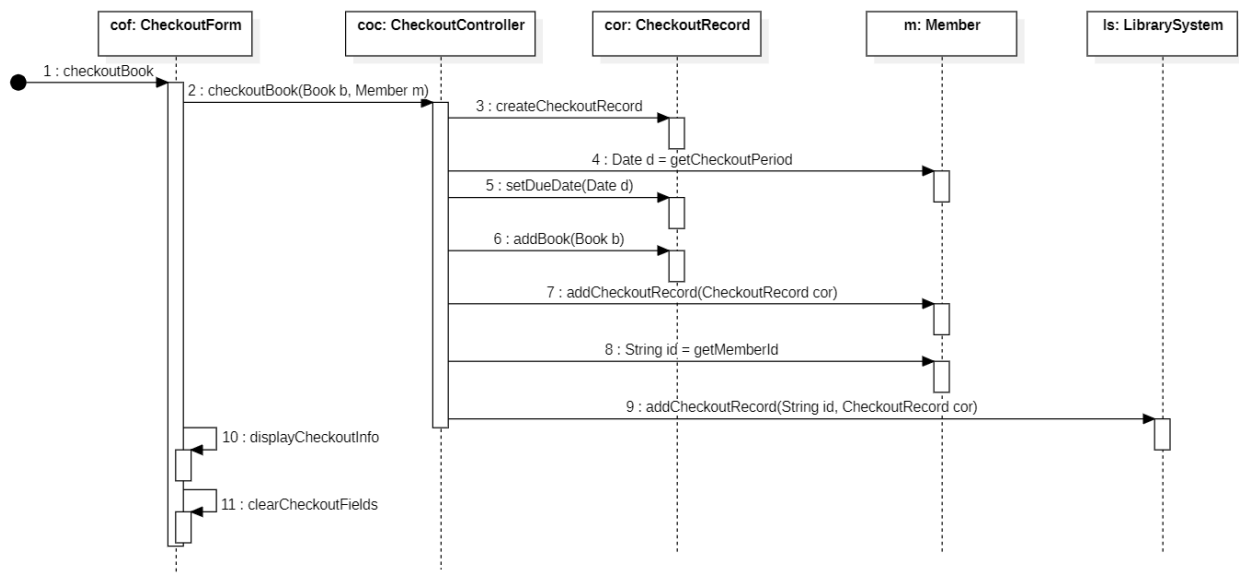 cof: CheckoutForm
coc: CheckoutController
cor: CheckoutRecord
m: Member
ls: LibrarySystem
1 : checkoutBook
2 : checkoutBook(Book b, Member m)
3 : createCheckoutRecord
4 : Date d = getCheckoutPeriod
5 : setDueDate(Date d)
6 : addBook(Book b)
7 : addCheckoutRecord(CheckoutRecord cor)
8 : String id = getMemberId
9 : addCheckoutRecord(String id, CheckoutRecord cor)
10 : displayCheckoutInfo
11 : clearCheckoutFields